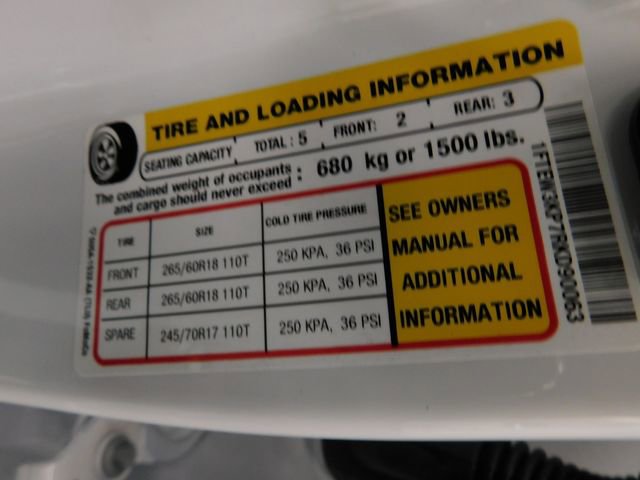 TIRE AND LOADING INFORMATION
SEATING CAPACITY TOTAL : 5 FRONT: 2 REAR: 3
The combined weight of occupants and cargo should never exceed : 680 kg or 1500 lbs.
TIRE SIZE COLD TIRE PRESSURE
FRONT 265/60R18 110T 250 KPA, 36 PSI
REAR 265/60R18 110T 250 KPA, 36 PSI
SPARE 245/70R17 110T 250 KPA, 36 PSI
SEE OWNERS
MANUAL FOR
ADDITIONAL
INFORMATION